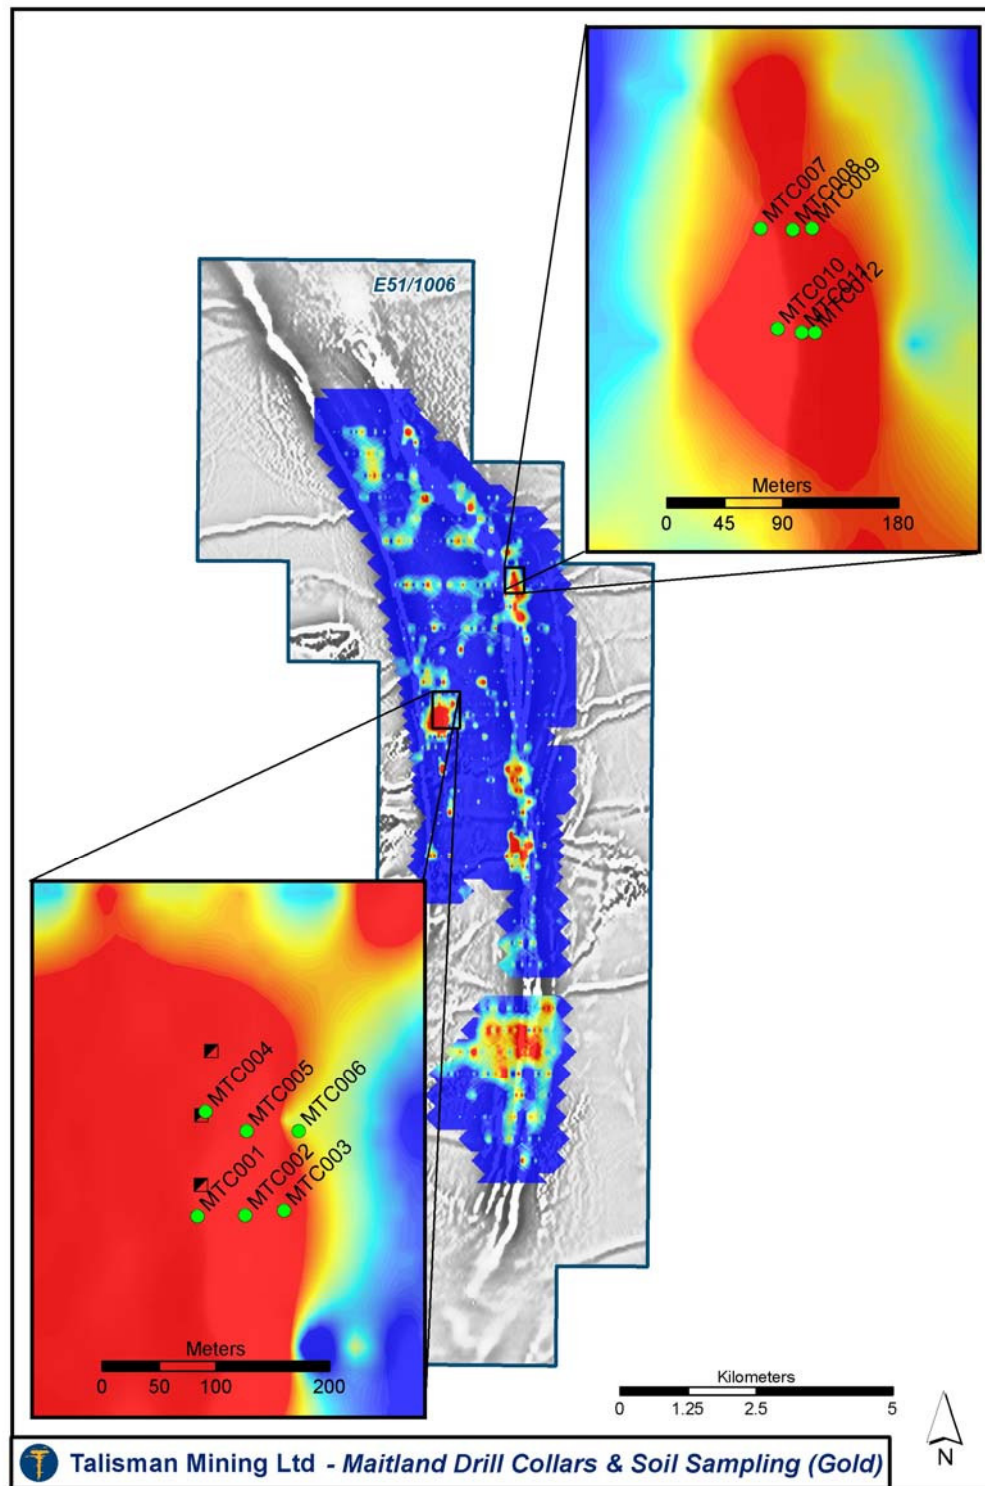 MTC007
MTC008
MTC009
MTC010
MTC011
MTC012
Meters
0 45 90 180
E51/1006
MTC004
MTC005
MTC006
MTC001
MTC002
MTC003
Meters
0 50 100 200
Kilometers
0 1.25 2.5 5
N
Talisman Mining Ltd - Maitland Drill Collars & Soil Sampling (Gold)